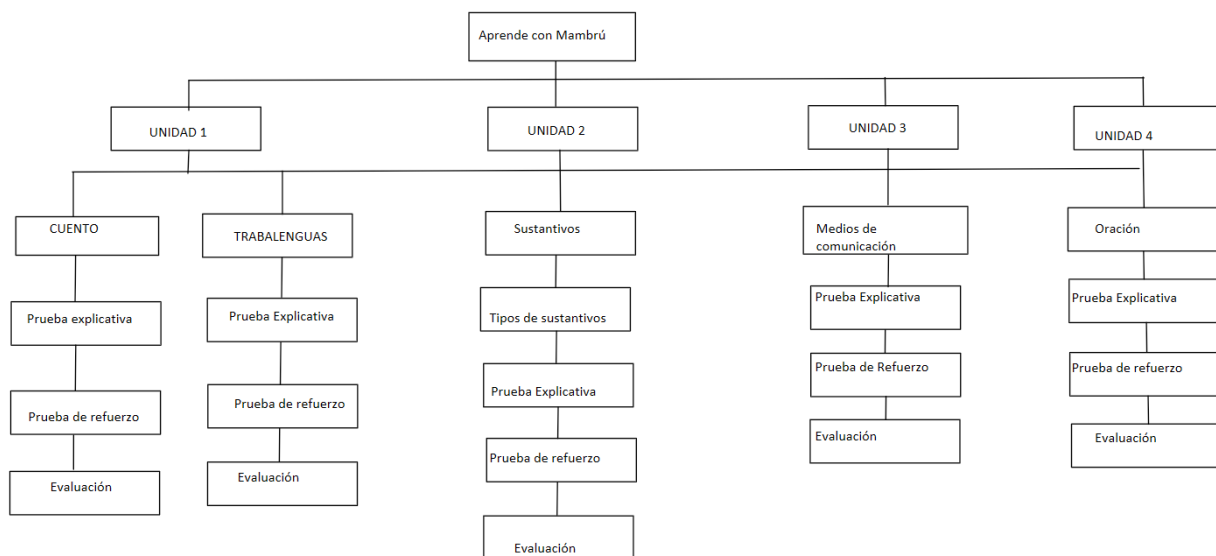 Aprende con Mambrú
UNIDAD 1
UNIDAD 2
UNIDAD 3
UNIDAD 4
CUENTO
Prueba explicativa
Prueba de refuerzo
Evaluación
TRABALENGUAS
Prueba Explicativa
Prueba de refuerzo
Evaluación
Sustantivos
Tipos de sustantivos
Prueba Explicativa
Prueba de refuerzo
Evaluación
Medios de
comunicación
Prueba Explicativa
Prueba de Refuerzo
Evaluación
Oración
Prueba Explicativa
Prueba de refuerzo
Evaluación